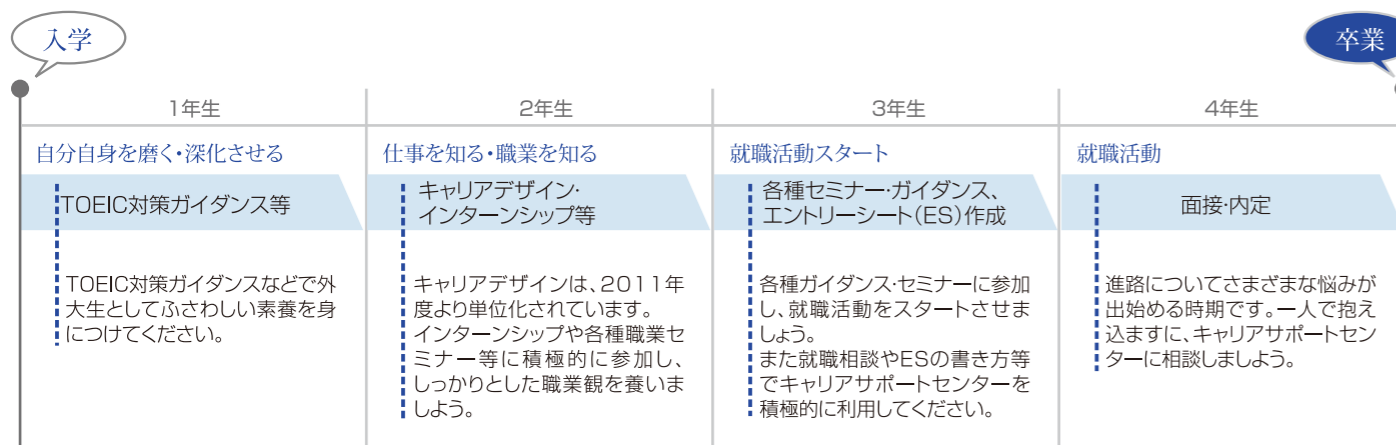 入学
卒業
1年生
2年生
3年生
4年生
自分自身を磨く・深化させる
TOEIC対策ガイダンス等
TOEIC対策ガイダンスなどで外
大生としてふさわしい素養を身
につけてください。
仕事を知る・職業を知る
キャリアデザイン・
インターンシップ等
キャリアデザインは、2011年
度より単位化されています。
インターンシップや各種職業セ
ミナー等に積極的に参加し、
しっかりとした職業観を養いま
しよう。
就職活動スタート
各種セミナー・ガイダンス、
エントリーシート(ES)作成
各種ガイダンス・セミナーに参加
し、就職活動をスタートさせま
しょう。
また就職相談やESの書き方等
でキャリアサポートセンターを
積極的に利用してください。
就職活動
面接・内定
進路についてさまざまな悩みが
出始める時期です。一人で抱え
込ますに、キャリアサポートセン
ターに相談しましよう。